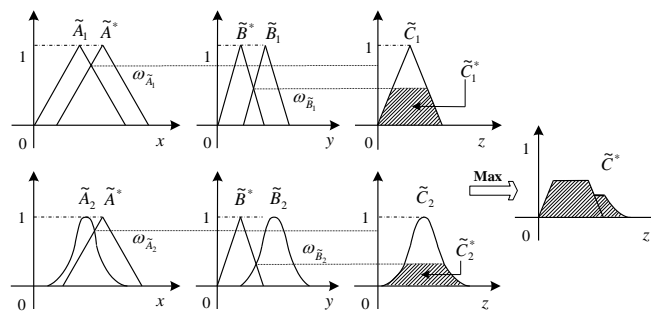 Ã₁ Ã*
B̃* B̃₁
C̃₁
1 1 1
ω_Ã₁
ω_B̃₁
C̃₁*
0 x 0 y 0 z
Max
1 C̃*
0 z
Ã₂ Ã*
B̃* B̃₂
C̃₂
1 1 1
ω_Ã₂
ω_B̃₂
C̃₂*
0 x 0 y 0 z